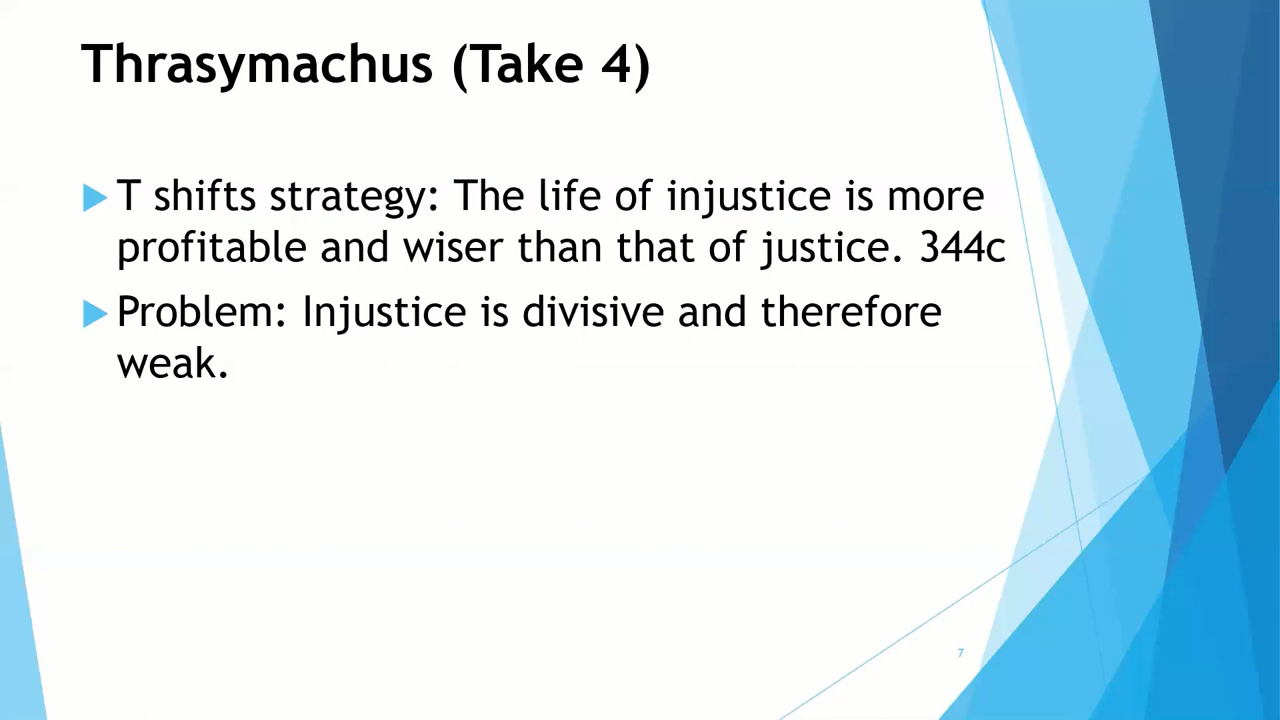 Thrasymachus (Take 4)
T shifts strategy: The life of injustice is more
profitable and wiser than that of justice. 344c
Problem: Injustice is divisive and therefore
weak.
7